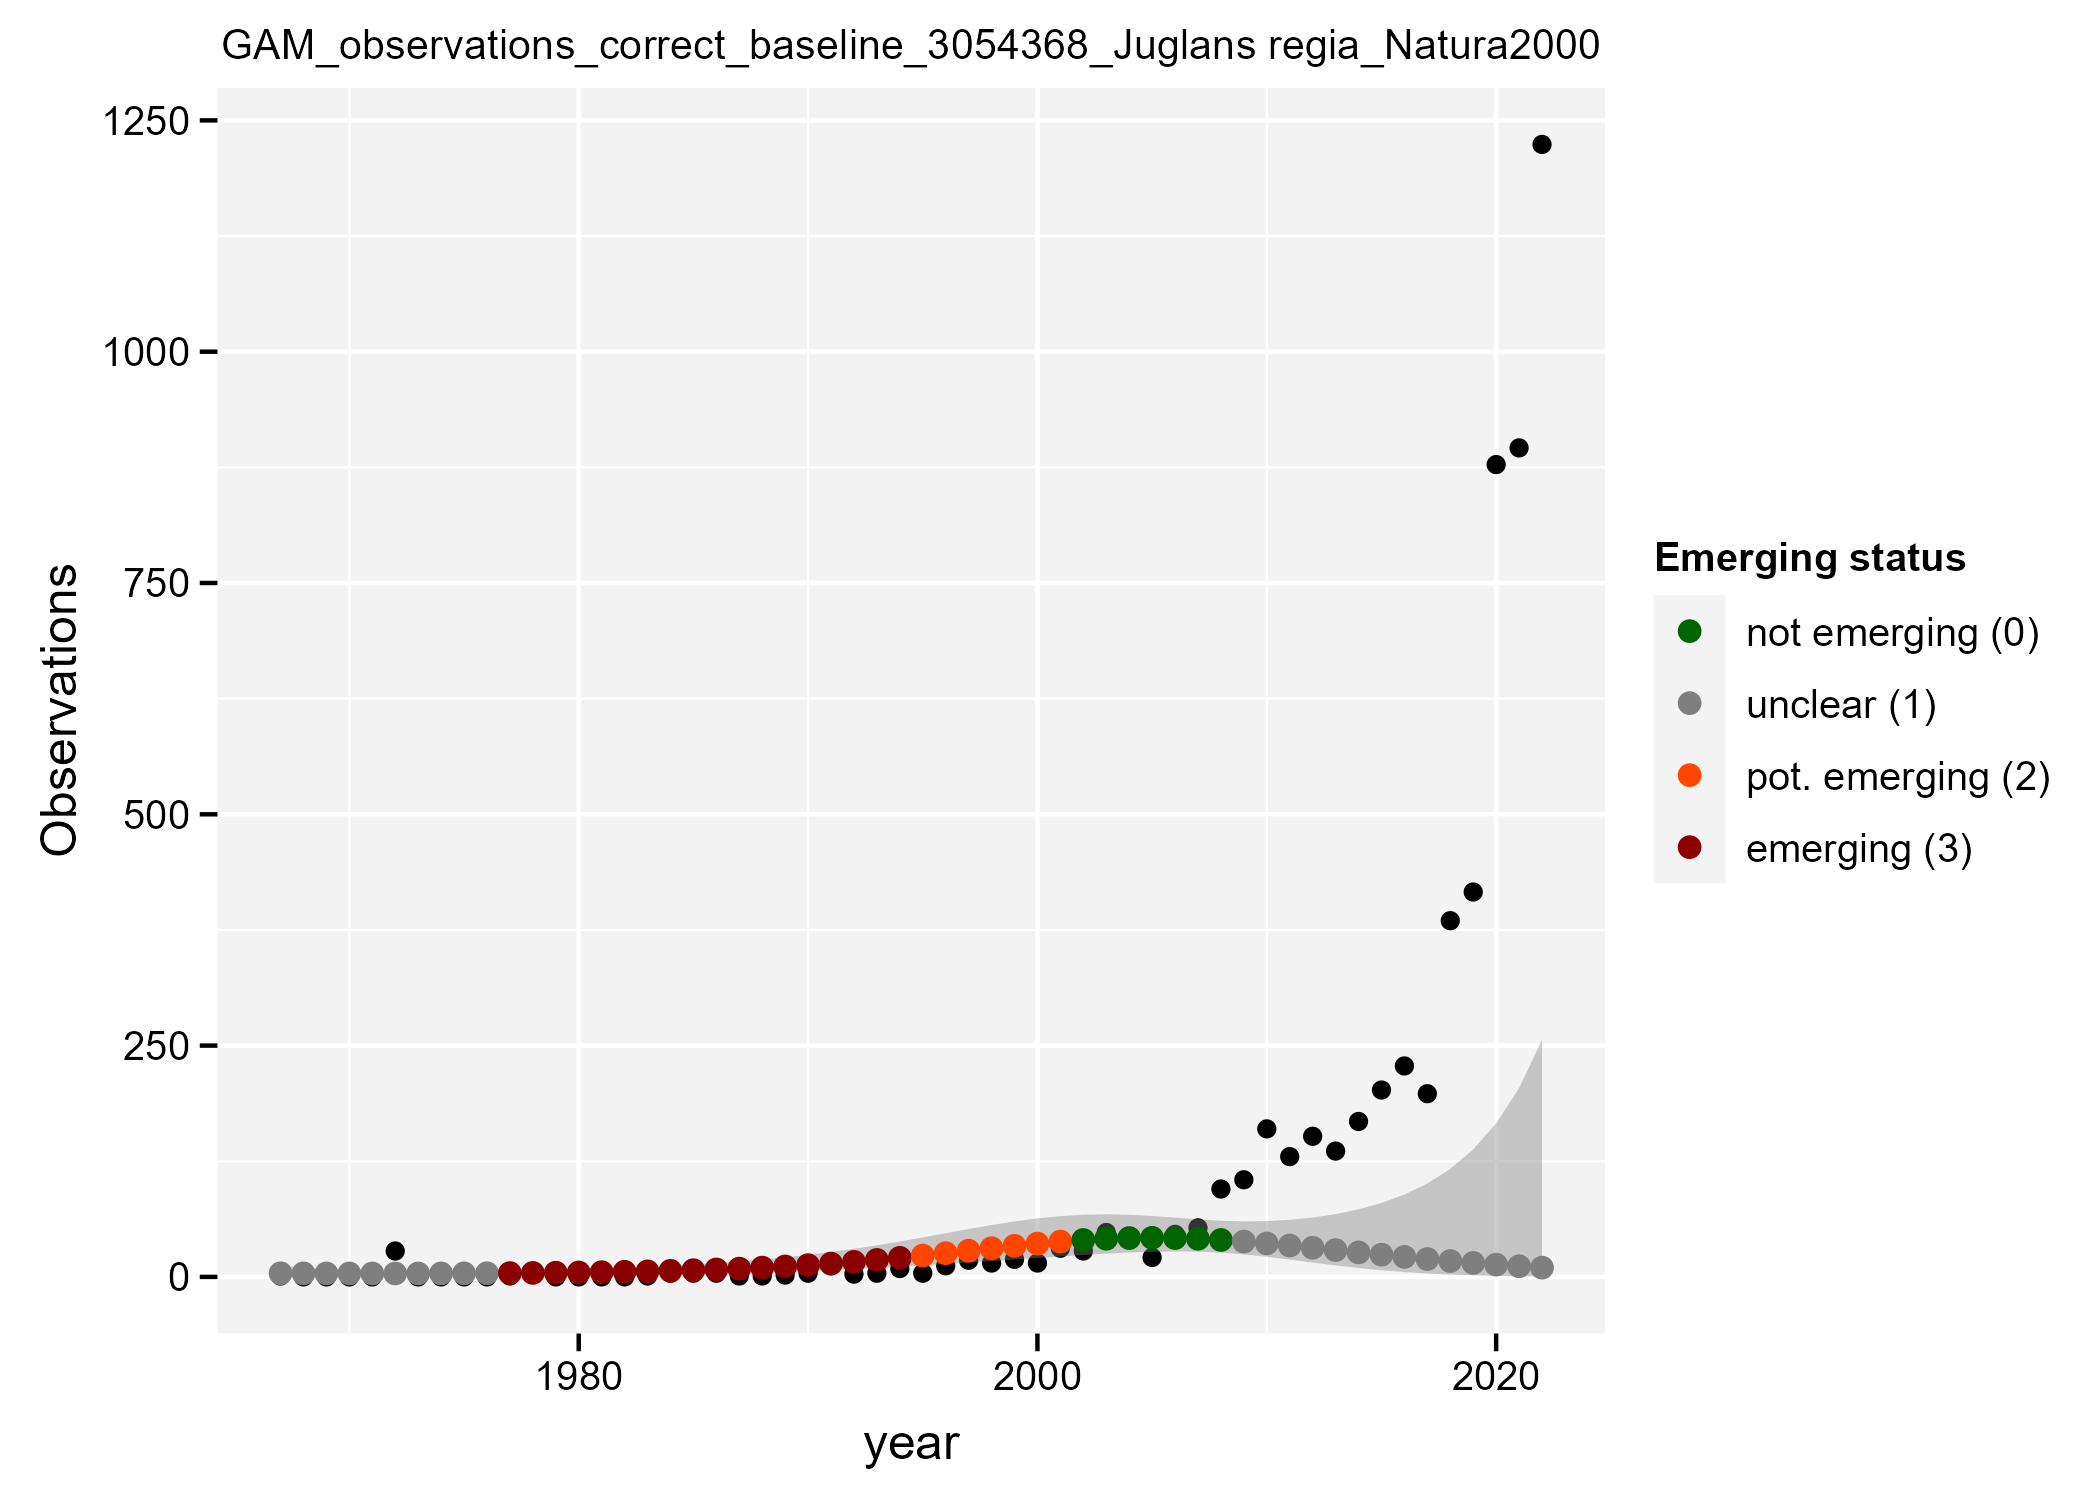 GAM_observations_correct_baseline_3054368_Juglans regia_Natura2000
1250
1000
750
500
250
0
Observations
1980 2000 2020
year
Emerging status
not emerging (0)
unclear (1)
pot. emerging (2)
emerging (3)